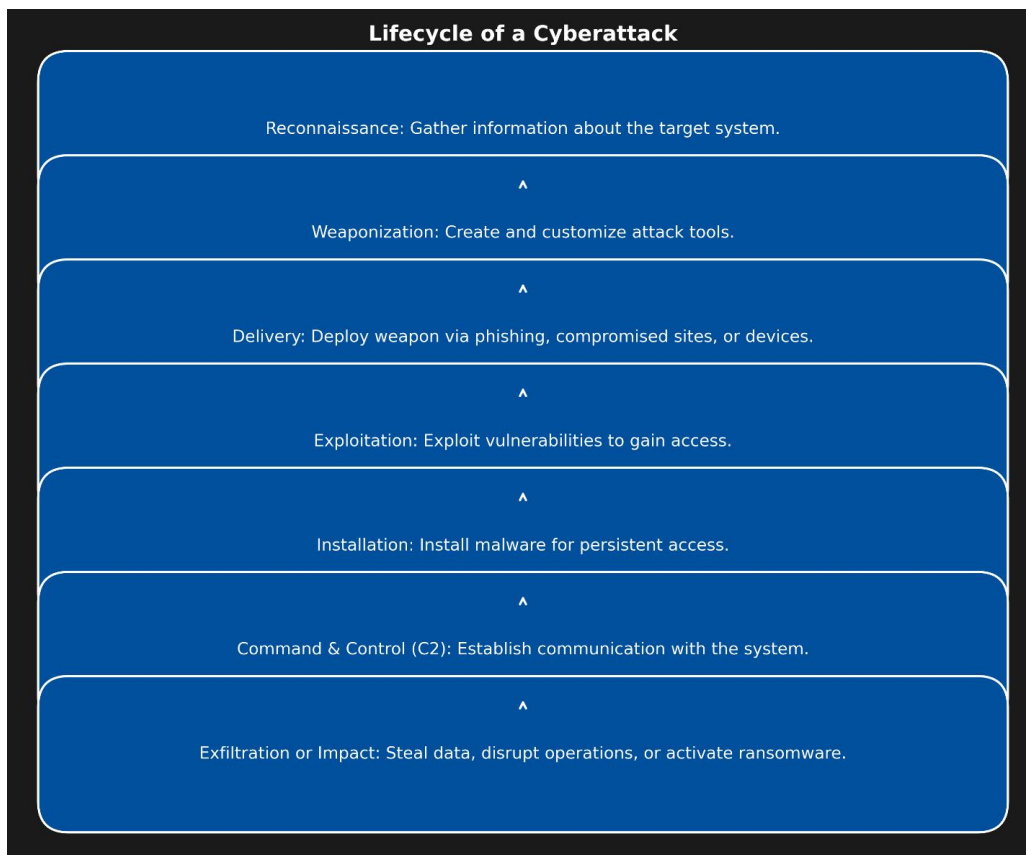 Lifecycle of a Cyberattack
Reconnaissance: Gather information about the target system.
Weaponization: Create and customize attack tools.
Delivery: Deploy weapon via phishing, compromised sites, or devices.
Exploitation: Exploit vulnerabilities to gain access.
Installation: Install malware for persistent access.
Command & Control (C2): Establish communication with the system.
Exfiltration or Impact: Steal data, disrupt operations, or activate ransomware.